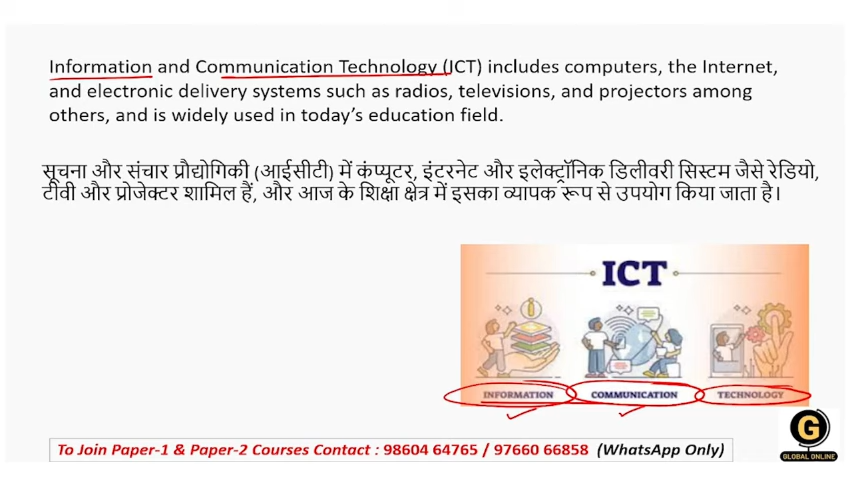 Information and Communication Technology (ICT) includes computers, the Internet,
and electronic delivery systems such as radios, televisions, and projectors among
others, and is widely used in today's education field.
सूचना और संचार प्रौद्योगिकी (आईसीटी) में कंप्यूटर, इंटरनेट और इलेक्ट्रॉनिक डिलीवरी सिस्टम जैसे रेडियो,
टीवी और प्रोजेक्टर शामिल हैं, और आज के शिक्षा क्षेत्र में इसका व्यापक रूप से उपयोग किया जाता है।
ICT
INFORMATION COMMUNICATION TECHNOLOGY
To Join Paper-1 & Paper-2 Courses Contact : 98604 64765 / 97660 66858 (WhatsApp Only)
G
GLOBAL ONLINE